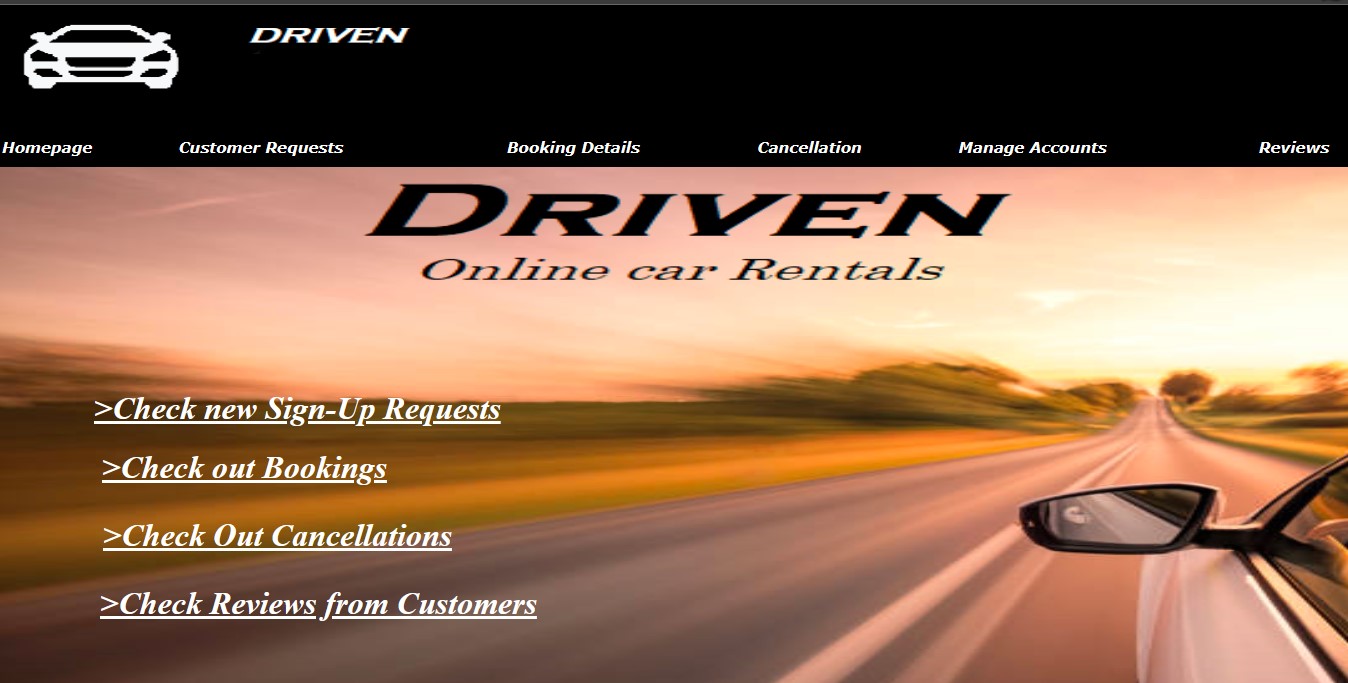 DRIVEN
Homepage Customer Requests Booking Details Cancellation Manage Accounts Reviews
DRIVEN
Online car Rentals
>Check new Sign-Up Requests
>Check out Bookings
>Check Out Cancellations
>Check Reviews from Customers